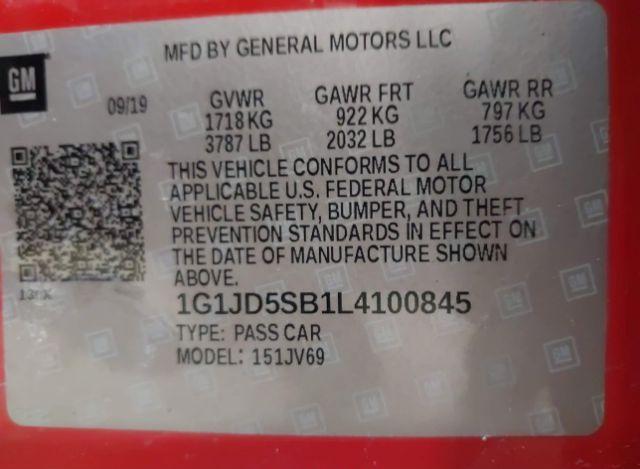 MFD BY GENERAL MOTORS LLC
GM
09/19
GVWR GAWR FRT GAWR RR
1718 KG 922 KG 797 KG
3787 LB 2032 LB 1756 LB
THIS VEHICLE CONFORMS TO ALL
APPLICABLE U.S. FEDERAL MOTOR
VEHICLE SAFETY, BUMPER, AND THEFT
PREVENTION STANDARDS IN EFFECT ON
THE DATE OF MANUFACTURE SHOWN
ABOVE.
1G1JD5SB1L4100845
TYPE: PASS CAR
MODEL: 151JV69